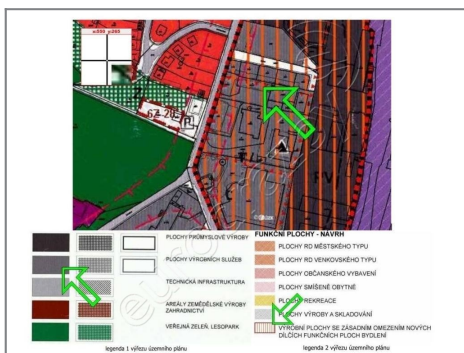 PLOCHY PRŮMYSLOVÉ VÝROBY
PLOCHY VÝROBNÍCH SLUŽEB
TECHNICKÁ INFRASTRUKTURA
AREÁLY ZEMĚDĚLSKÉ VÝROBY
ZAHRADNICTVÍ
VEŘEJNÁ ZELEŇ, LESOPARK
legenda 1 výřezu územního plánu
FUNKČNÍ PLOCHY - NÁVRH
PLOCHY RD MĚSTSKÉHO TYPU
PLOCHY RD VENKOVSKÉHO TYPU
PLOCHY OBČANSKÉHO VYBAVENÍ
PLOCHY SMÍŠENÉ OBYTNÉ
PLOCHY REKREACE
PLOCHY VÝROBY A SKLADOVÁNÍ
VÝROBNÍ PLOCHY SE ZÁSADNÍM OMEZENÍM NOVÝCH
DÍLČÍCH FUNKČNÍCH PLOCH BYDLENÍ
legenda 2 výřezu územního plánu